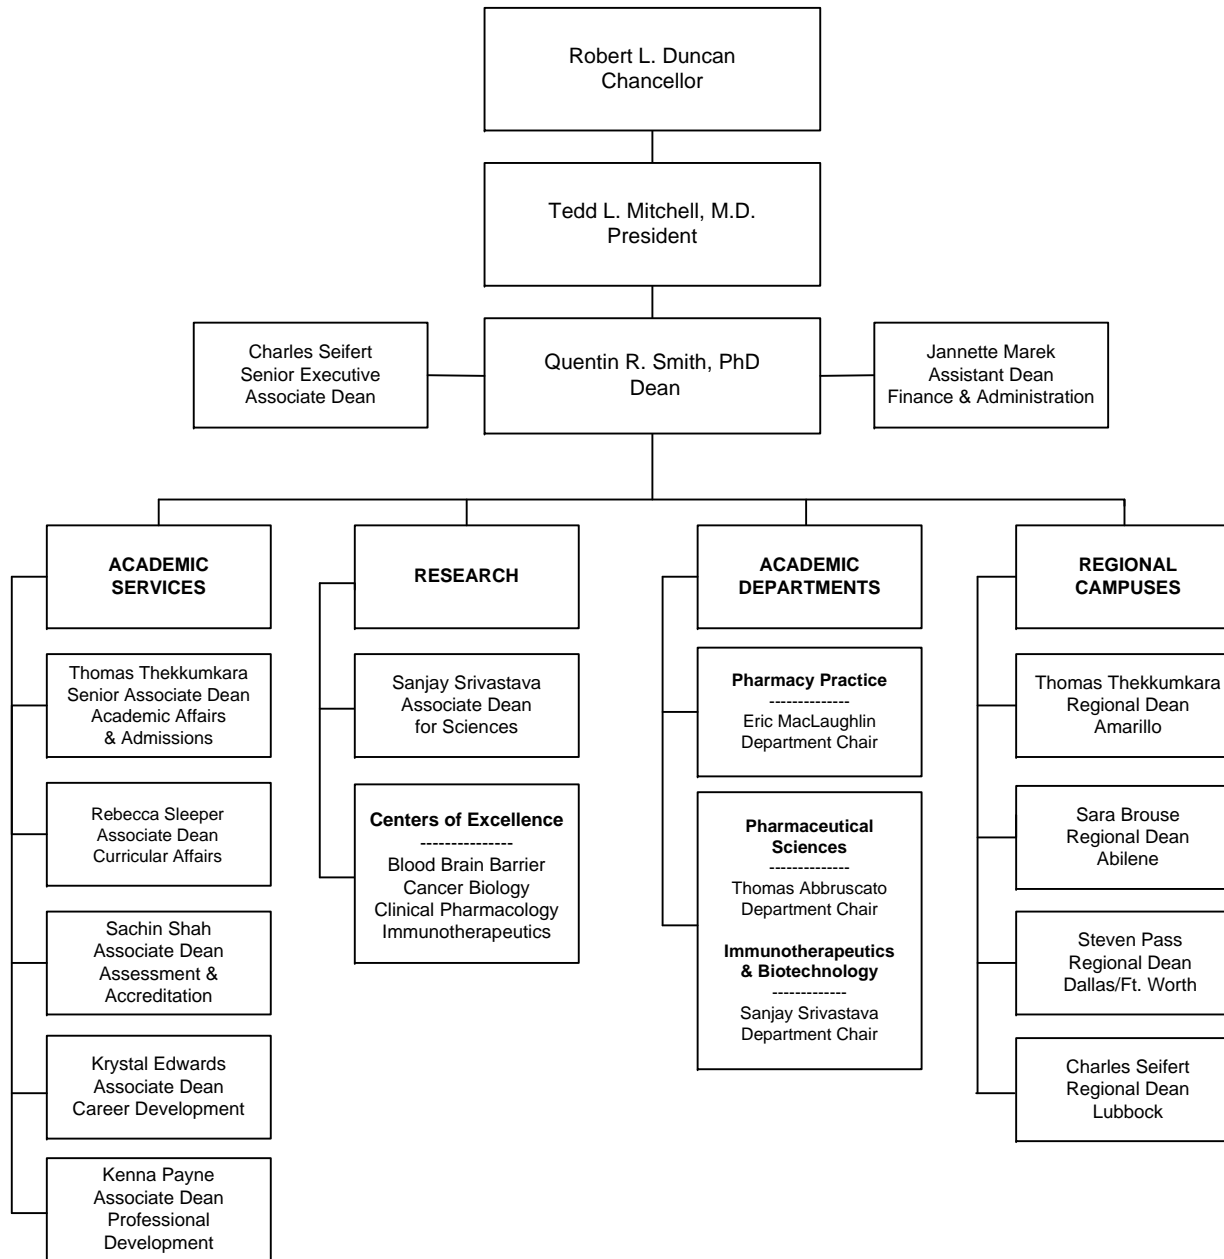 Robert L. Duncan
Chancellor
Tedd L. Mitchell, M.D.
President
Charles Seifert
Senior Executive
Associate Dean
Quentin R. Smith, PhD
Dean
Jannette Marek
Assistant Dean
Finance & Administration
ACADEMIC
SERVICES
Thomas Thekkumkara
Senior Associate Dean
Academic Affairs
& Admissions
Rebecca Sleeper
Associate Dean
Curricular Affairs
Sachin Shah
Associate Dean
Assessment &
Accreditation
Krystal Edwards
Associate Dean
Career Development
Kenna Payne
Associate Dean
Professional
Development
RESEARCH
Sanjay Srivastava
Associate Dean
for Sciences
Centers of Excellence
---------------
Blood Brain Barrier
Cancer Biology
Clinical Pharmacology
Immunotherapeutics
ACADEMIC
DEPARTMENTS
Pharmacy Practice
--------------
Eric MacLaughlin
Department Chair
Pharmaceutical
Sciences
--------------
Thomas Abbruscato
Department Chair
Immunotherapeutics
& Biotechnology
-------------
Sanjay Srivastava
Department Chair
REGIONAL
CAMPUSES
Thomas Thekkumkara
Regional Dean
Amarillo
Sara Brouse
Regional Dean
Abilene
Steven Pass
Regional Dean
Dallas/Ft. Worth
Charles Seifert
Regional Dean
Lubbock